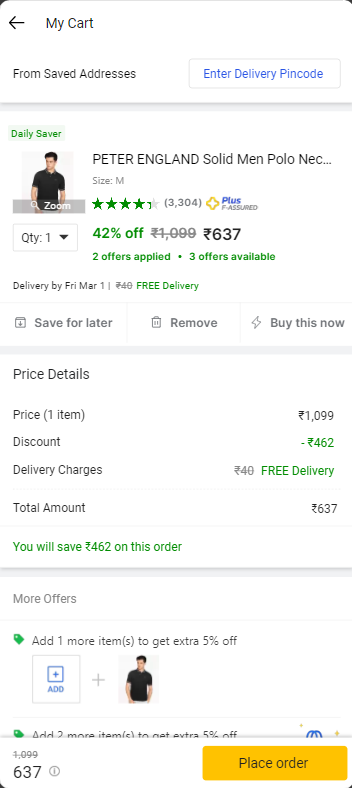 My Cart
From Saved Addresses
Enter Delivery Pincode
Daily Saver
PETER ENGLAND Solid Men Polo Nec...
Size: M
(3,304) Plus F-ASSURED
Zoom
Qty: 1
42% off ₹1,099 ₹637
2 offers applied • 3 offers available
Delivery by Fri Mar 1 | ₹40 FREE Delivery
Save for later
Remove
Buy this now
Price Details
Price (1 item) ₹1,099
Discount - ₹462
Delivery Charges ₹40 FREE Delivery
Total Amount ₹637
You will save ₹462 on this order
More Offers
Add 1 more item(s) to get extra 5% off
ADD
Add 2 more item(s) to get extra 5% off
1,099
637
Place order